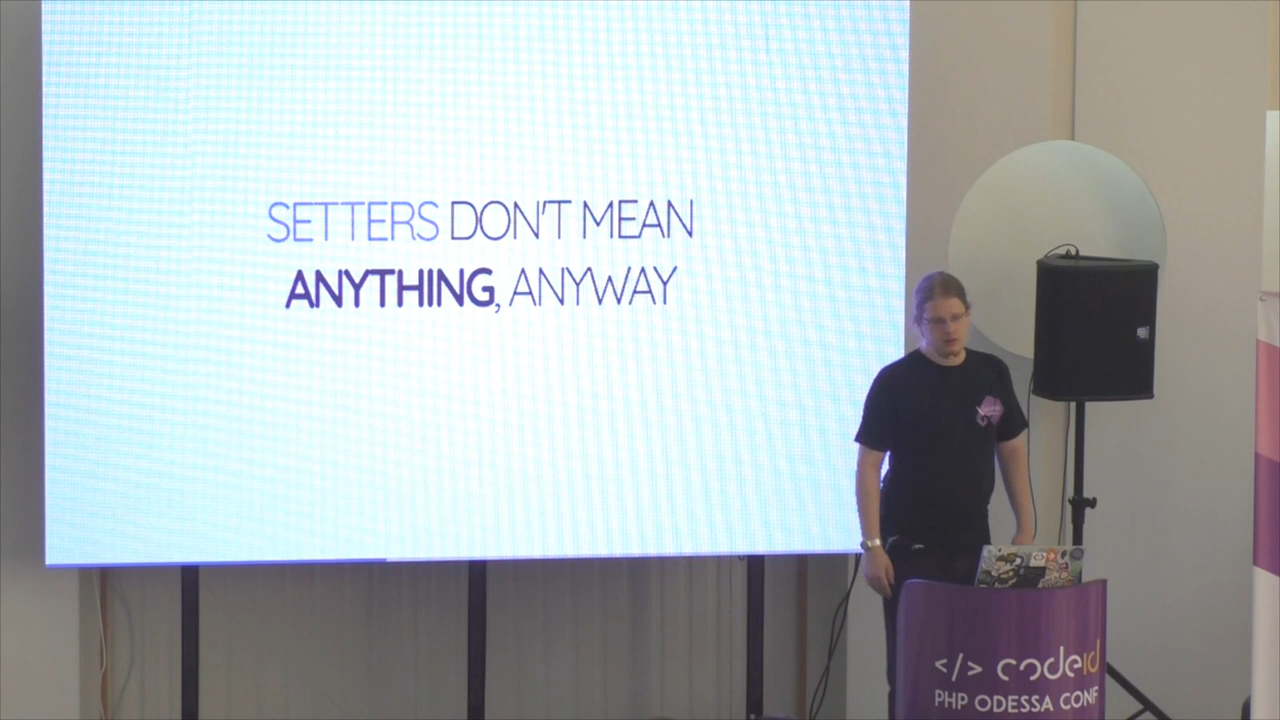 SETTERS DON'T MEAN
ANYTHING, ANYWAY
</> codeid
PHP ODESSA CONF